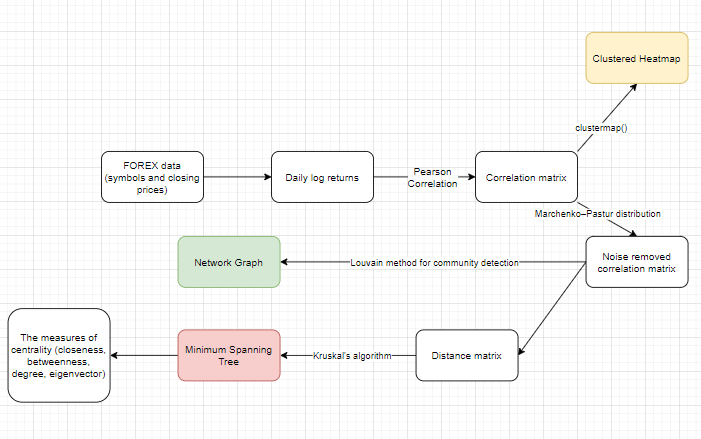 Clustered Heatmap
clustermap()
FOREX data
(symbols and closing
prices)
Daily log returns
Pearson
Correlation
Correlation matrix
Marchenko–Pastur distribution
Network Graph
Louvain method for community detection
Noise removed
correlation matrix
The measures of
centrality (closeness,
betweenness,
degree, eigenvector)
Minimum Spanning
Tree
Kruskal's algorithm
Distance matrix